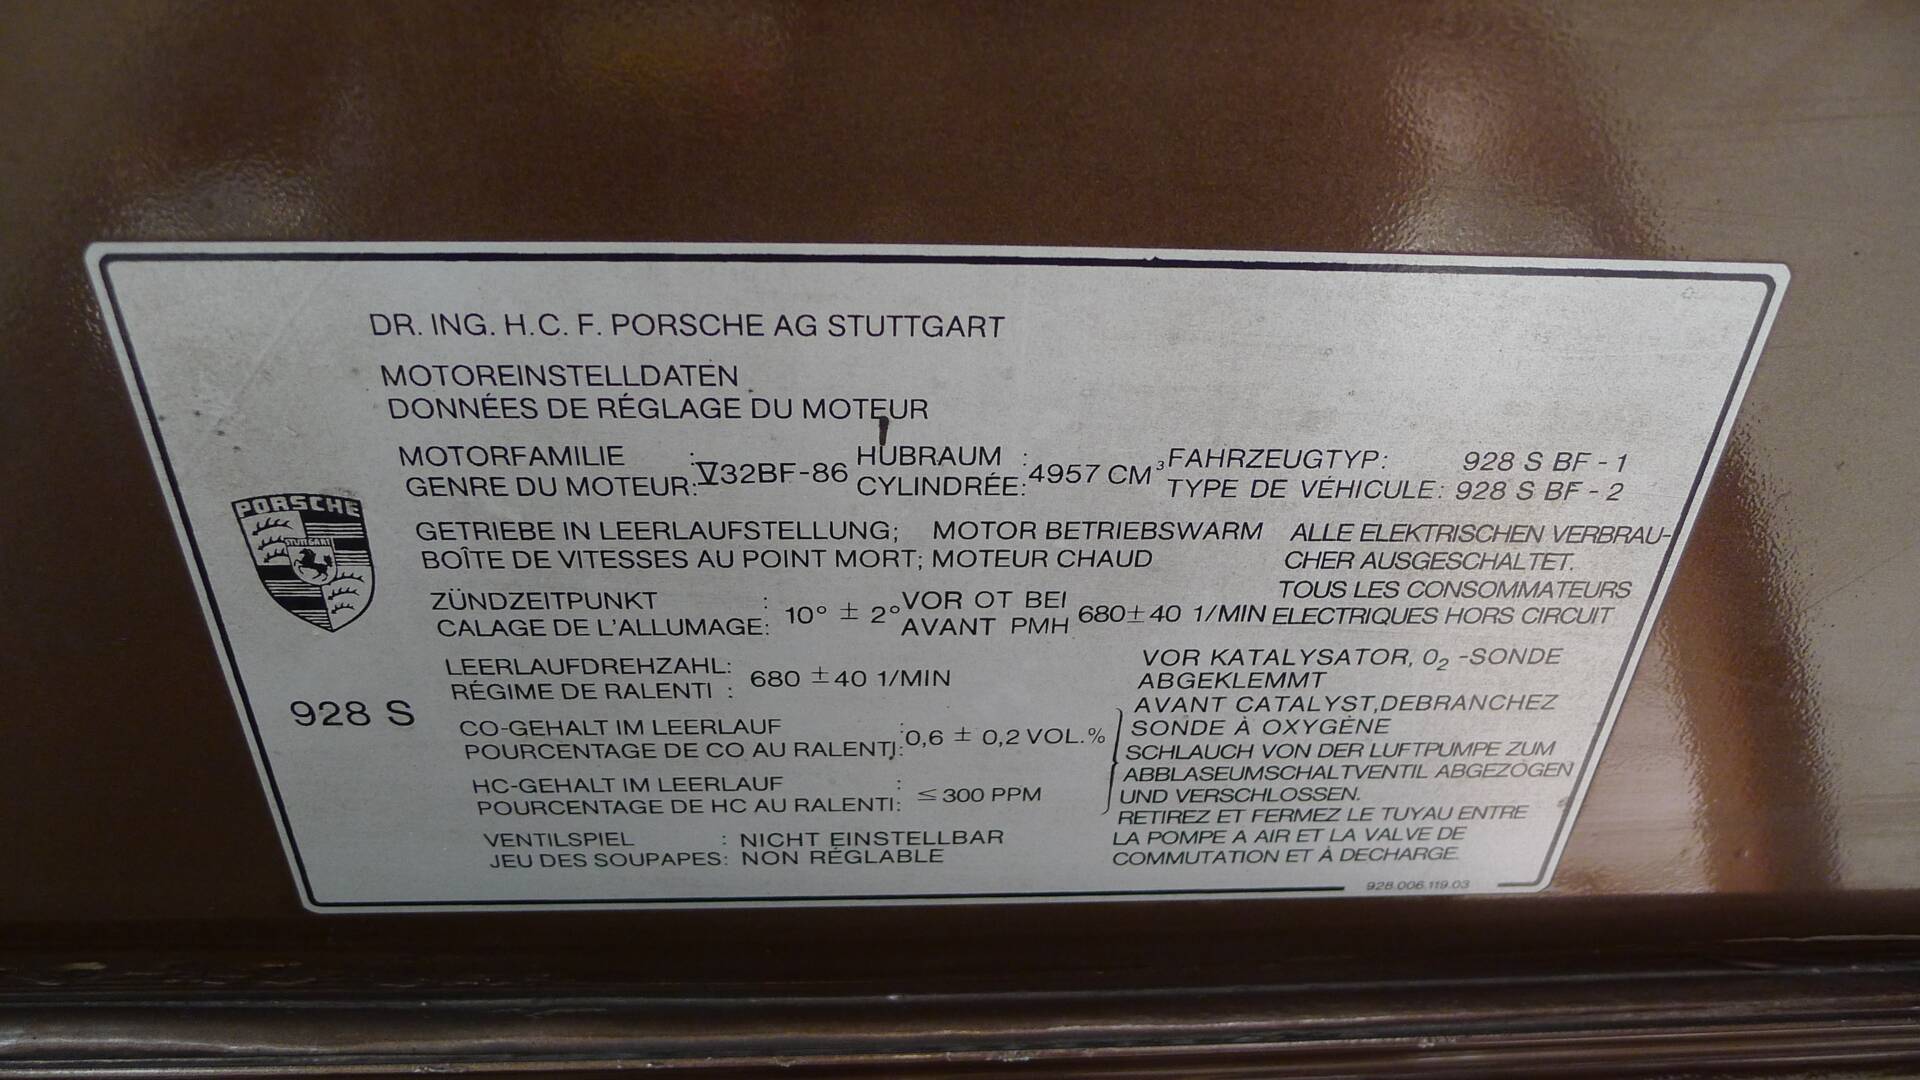 DR. ING. H.C. F. PORSCHE AG STUTTGART
MOTOREINSTELLDATEN
DONNÉES DE RÉGLAGE DU MOTEUR
MOTORFAMILIE :
GENRE DU MOTEUR: V32BF-86
HUBRAUM :
CYLINDRÉE: 4957 CM³
FAHRZEUGTYP: 928 S BF - 1
TYPE DE VÉHICULE: 928 S BF - 2
PORSCHE
STUTTGART
GETRIEBE IN LEERLAUFSTELLUNG; MOTOR BETRIEBSWARM
BOÎTE DE VITESSES AU POINT MORT; MOTEUR CHAUD
ALLE ELEKTRISCHEN VERBRAU-
CHER AUSGESCHALTET.
TOUS LES CONSOMMATEURS
ELECTRIQUES HORS CIRCUIT
ZÜNDZEITPUNKT :
CALAGE DE L'ALLUMAGE: 10° ± 2°
VOR OT BEI
AVANT PMH 680±40 1/MIN
LEERLAUFDREHZAHL:
RÉGIME DE RALENTI : 680 ±40 1/MIN
928 S
CO-GEHALT IM LEERLAUF :
POURCENTAGE DE CO AU RALENTI: 0,6 ± 0,2 VOL.%
HC-GEHALT IM LEERLAUF :
POURCENTAGE DE HC AU RALENTI: ≤300 PPM
VENTILSPIEL : NICHT EINSTELLBAR
JEU DES SOUPAPES: NON RÉGLABLE
VOR KATALYSATOR, O₂ -SONDE
ABGEKLEMMT
AVANT CATALYST,DEBRANCHEZ
SONDE À OXYGÈNE
SCHLAUCH VON DER LUFTPUMPE ZUM
ABBLASEUMSCHALTVENTIL ABGEZOGEN
UND VERSCHLOSSEN.
RETIREZ ET FERMEZ LE TUYAU ENTRE
LA POMPE A AIR ET LA VALVE DE
COMMUTATION ET À DECHARGE.
928.006.119.03